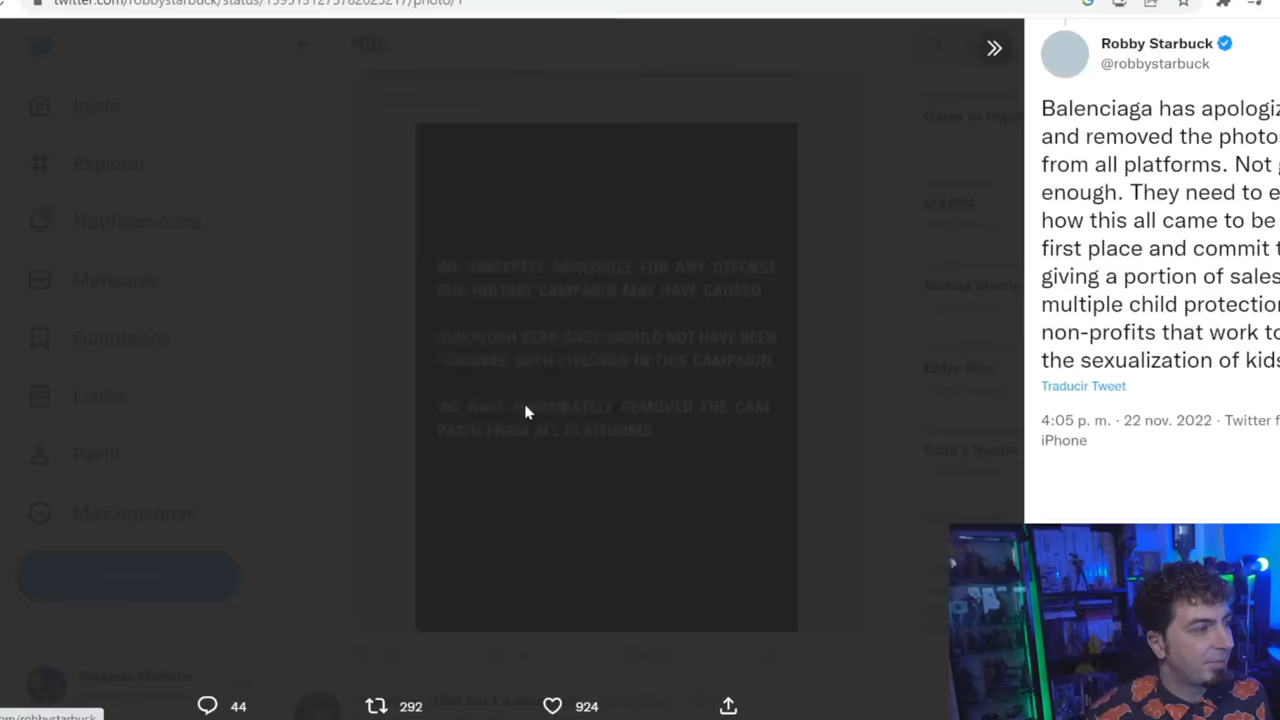 Hilo
Inicio
Explorar
Notificaciones
Mensajes
Guardados
Listas
Perfil
Más opciones
MAPPA
WE SINCERELY APOLOGIZE FOR ANY OFFENSE
OUR HOLIDAY CAMPAIGN MAY HAVE CAUSED
OUR PLUSH BEAR BAGS SHOULD NOT HAVE BEEN
WITH CHILDREN IN THIS CAMPAIGN.
WE HAVE IMMEDIATELY REMOVED THE CAM
PAIGN FROM ALL PLATFORMS.
44
292
924
Robby Starbuck
@robbystarbuck
Balenciaga has apologiz
and removed the photo
from all platforms. Not
enough. They need to e
how this all came to be
first place and commit t
giving a portion of sales
multiple child protection
non-profits that work to
the sexualization of kids
Traducir Tweet
4:05 p. m. · 22 nov. 2022 · Twitter f
iPhone